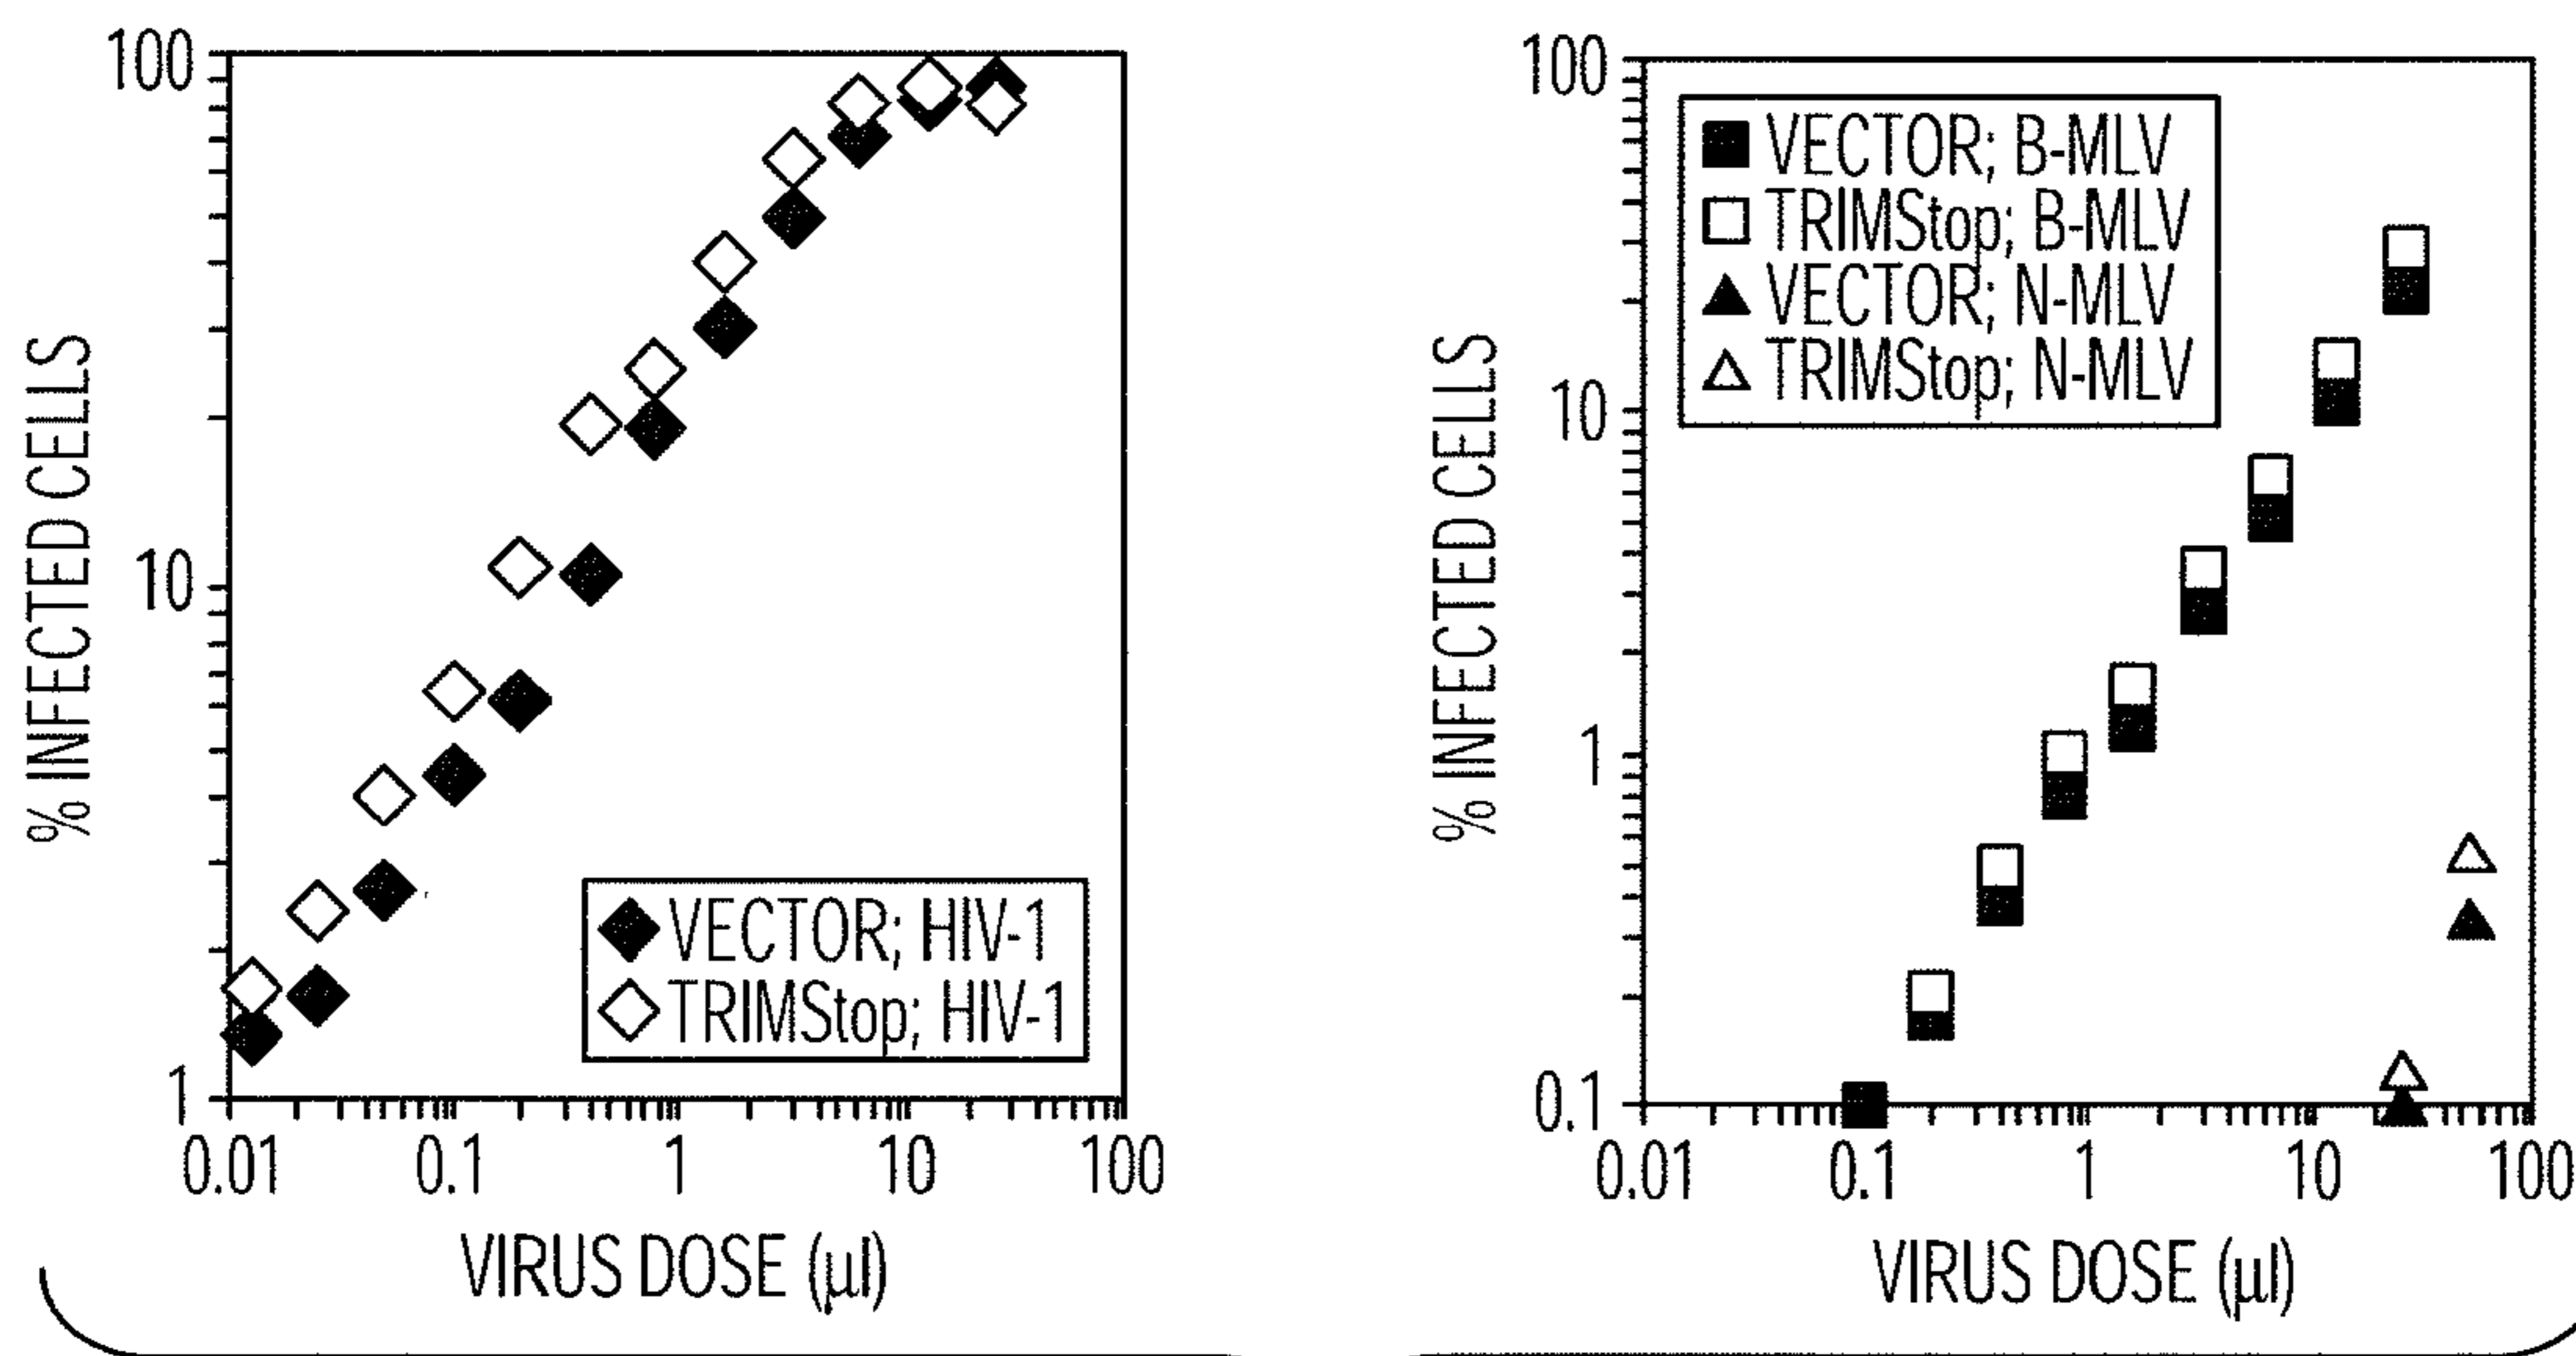 100
10
1
% INFECTED CELLS
VECTOR; HIV-1
TRIMStop; HIV-1
0.01 0.1 1 10 100
VIRUS DOSE (µl)
100
10
1
0.1
% INFECTED CELLS
VECTOR; B-MLV
TRIMStop; B-MLV
VECTOR; N-MLV
TRIMStop; N-MLV
0.01 0.1 1 10 100
VIRUS DOSE (µl)